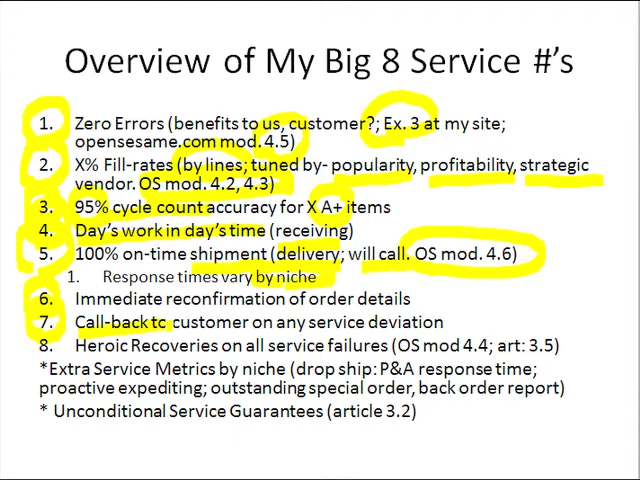 Overview of My Big 8 Service #'s
1. Zero Errors (benefits to us, customer?; Ex. 3 at my site;
opensesame.com mod. 4.5)
2. X% Fill-rates (by lines; tuned by- popularity, profitability, strategic
vendor. OS mod. 4.2, 4.3)
3. 95% cycle count accuracy for X A+ items
4. Day's work in day's time (receiving)
5. 100% on-time shipment (delivery; will call. OS mod. 4.6)
1. Response times vary by niche
6. Immediate reconfirmation of order details
7. Call-back to customer on any service deviation
8. Heroic Recoveries on all service failures (OS mod 4.4; art: 3.5)
*Extra Service Metrics by niche (drop ship: P&A response time;
proactive expediting; outstanding special order, back order report)
* Unconditional Service Guarantees (article 3.2)